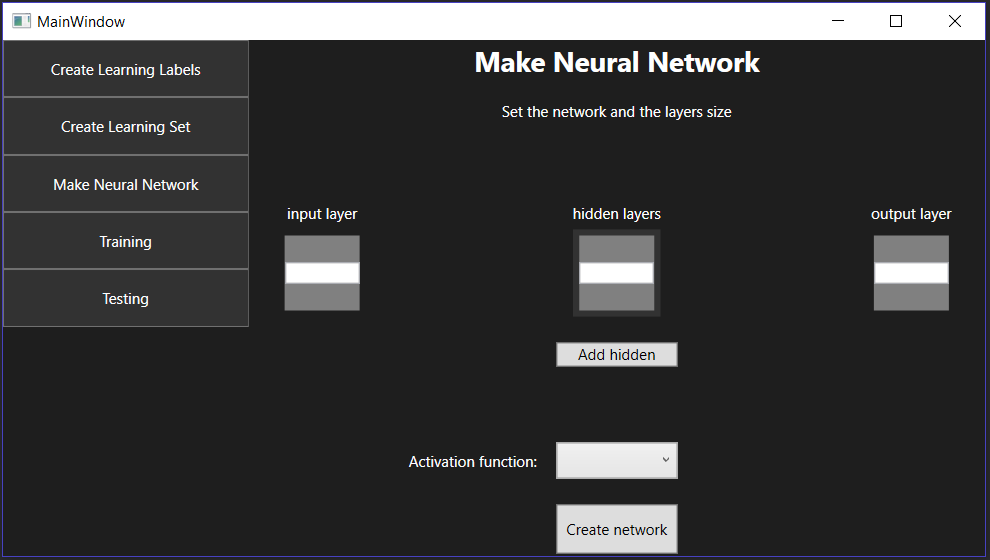 MainWindow
Create Learning Labels
Create Learning Set
Make Neural Network
Training
Testing
Make Neural Network
Set the network and the layers size
input layer
hidden layers
output layer
Add hidden
Activation function:
Create network